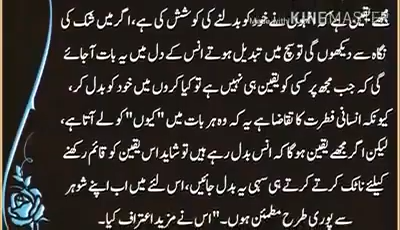 مجھے یقین ہے کہ انہوں نے خود کو بدلنے کی کوشش کی ہے، اگر میں شک کی
نگاہ سے دیکھوں گی تو سچ میں تبدیل ہوتے انس کے دل میں یہ بات آجائے
گی کہ جب مجھ پر کسی کو یقین ہی نہیں ہے تو کیا کروں میں خود کو بدل کر،
کیونکہ انسانی فطرت کا تقاضا ہے یہ کہ وہ ہر بات میں "کیوں" کو لے آتا ہے،
لیکن اگر مجھے یقین ہوگا کہ انس بدل رہے ہیں تو شاید اس یقین کو قائم رکھنے
کیلئے ناٹک کرتے کرتے ہی سہی یہ بدل جائیں، اس لئے میں اب اپنے شوہر
سے پوری طرح مطمئن ہوں۔" اس نے مزید اعتراف کیا۔
KINEMASTER